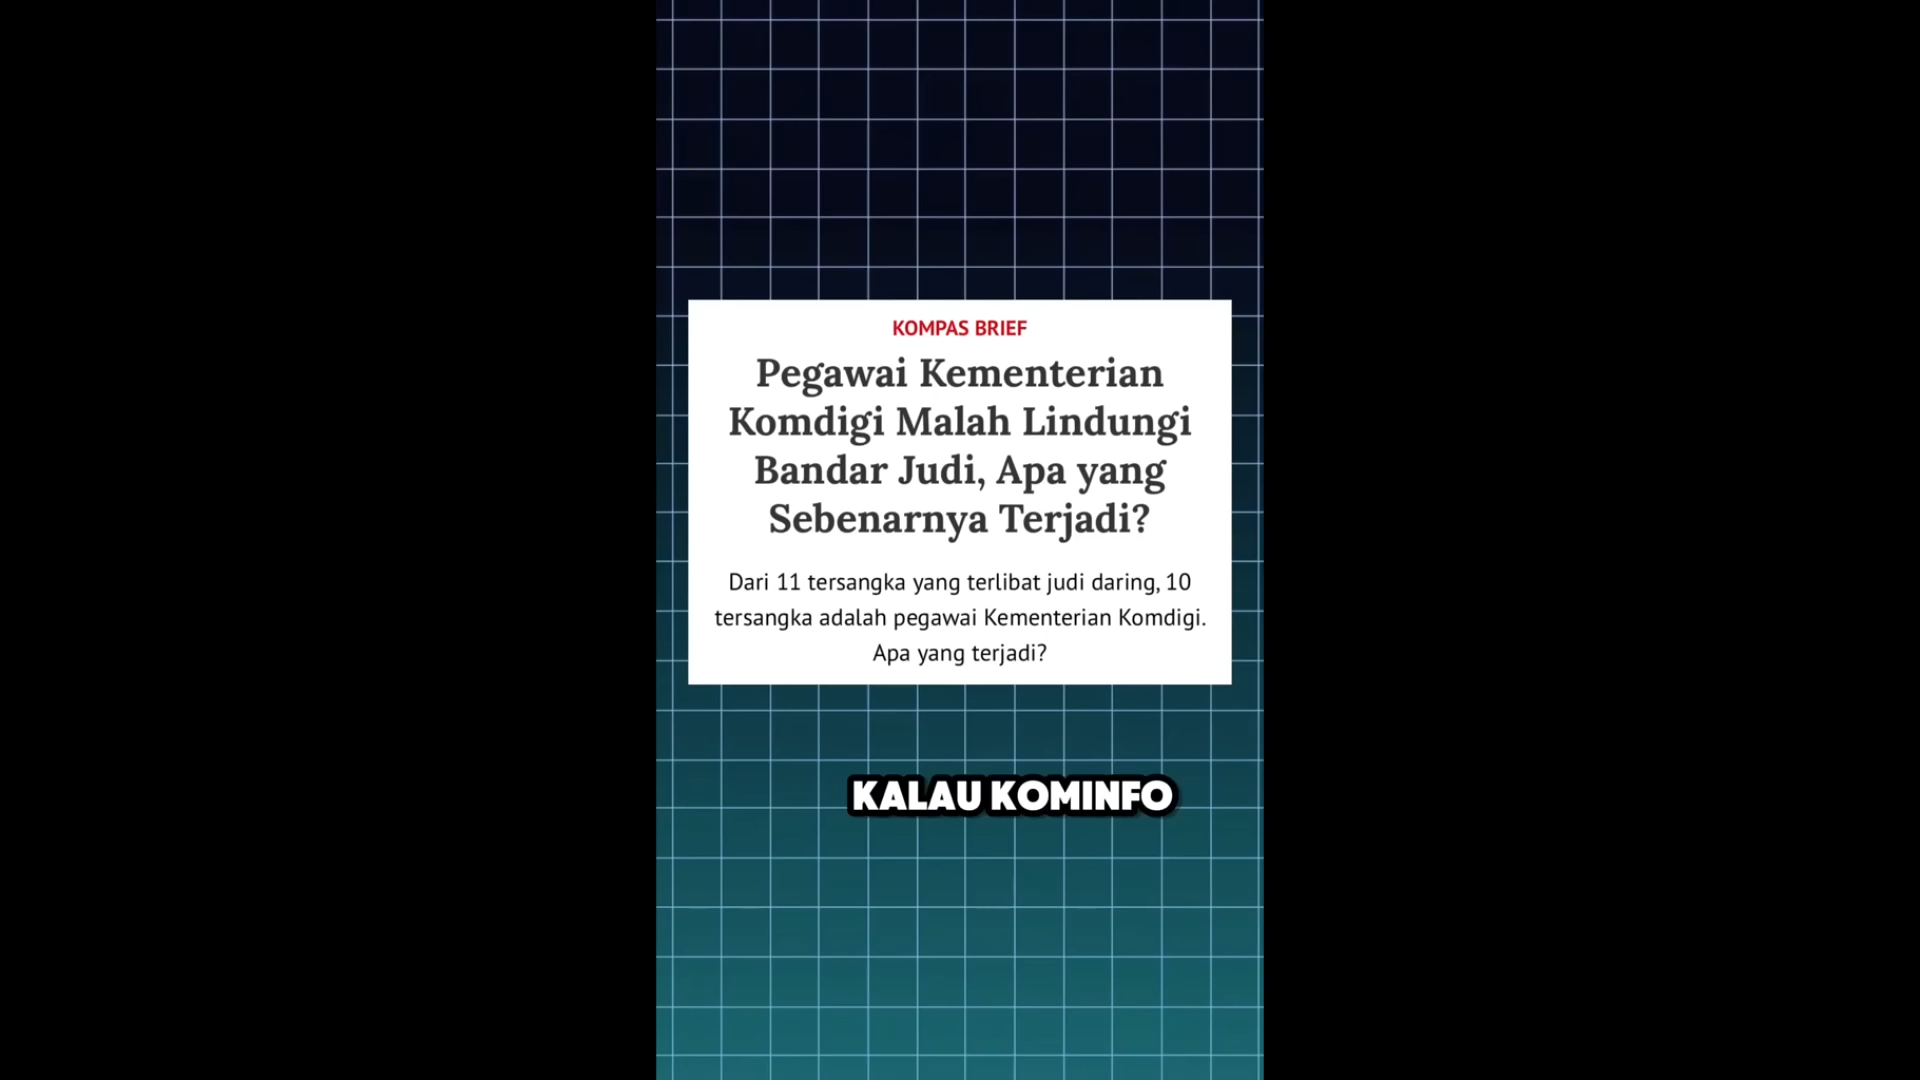 KOMPAS BRIEF
Pegawai Kementerian
Komdigi Malah Lindungi
Bandar Judi, Apa yang
Sebenarnya Terjadi?
Dari 11 tersangka yang terlibat judi daring, 10
tersangka adalah pegawai Kementerian Komdigi.
Apa yang terjadi?
KALAU KOMINFO